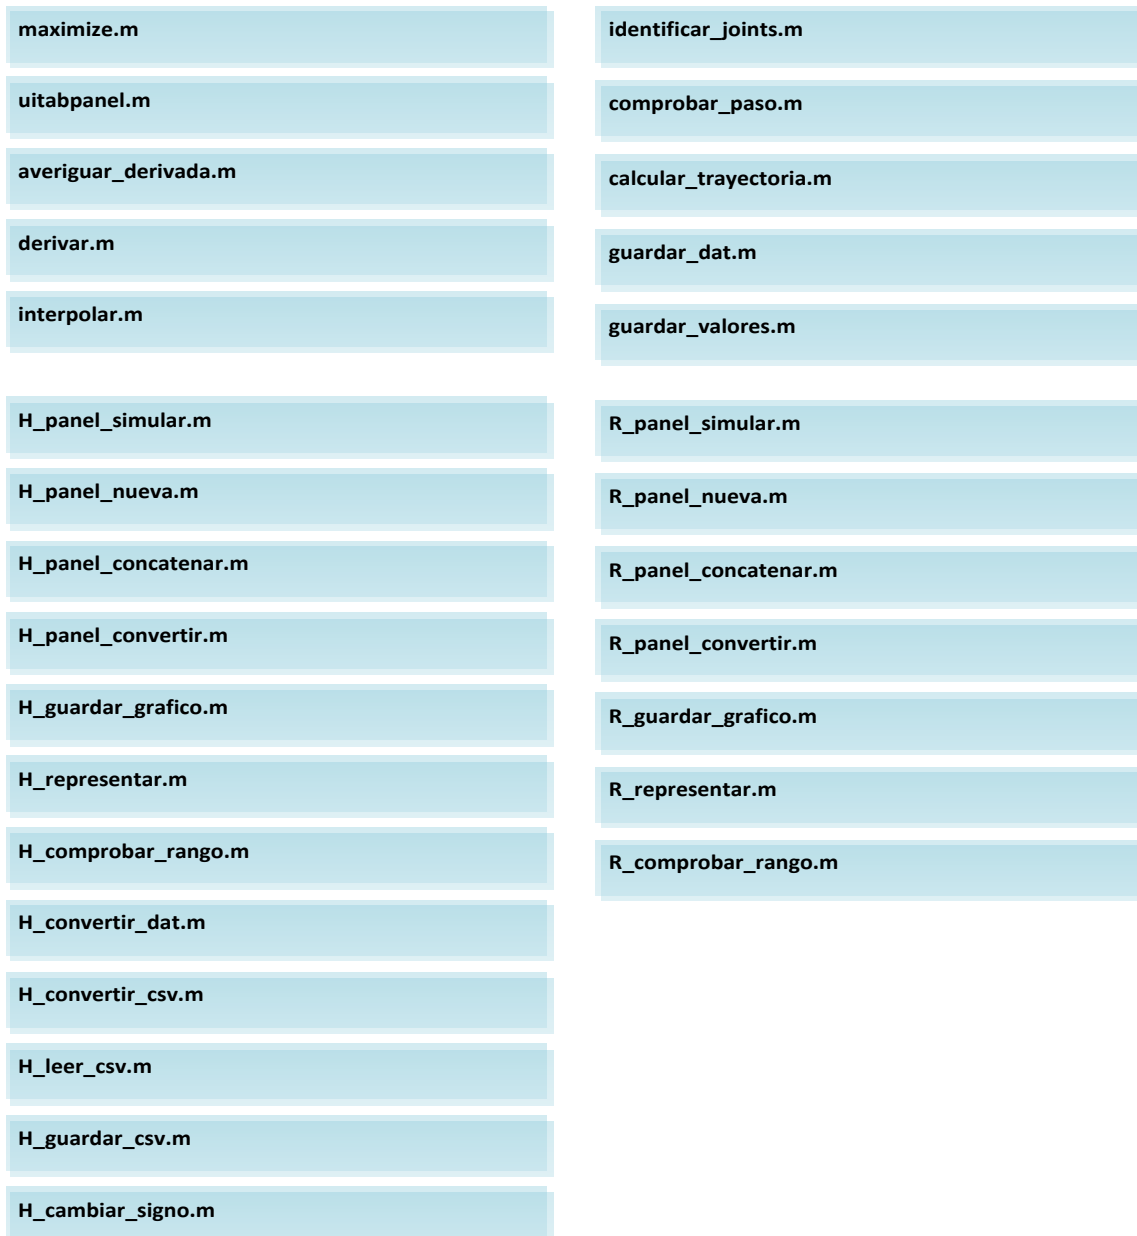 maximize.m
uitabpanel.m
averiguar_derivada.m
derivar.m
interpolar.m
identificar_joints.m
comprobar_paso.m
calcular_trayectoria.m
guardar_dat.m
guardar_valores.m
H_panel_simular.m
H_panel_nueva.m
H_panel_concatenar.m
H_panel_convertir.m
H_guardar_grafico.m
H_representar.m
H_comprobar_rango.m
H_convertir_dat.m
H_convertir_csv.m
H_leer_csv.m
H_guardar_csv.m
H_cambiar_signo.m
R_panel_simular.m
R_panel_nueva.m
R_panel_concatenar.m
R_panel_convertir.m
R_guardar_grafico.m
R_representar.m
R_comprobar_rango.m